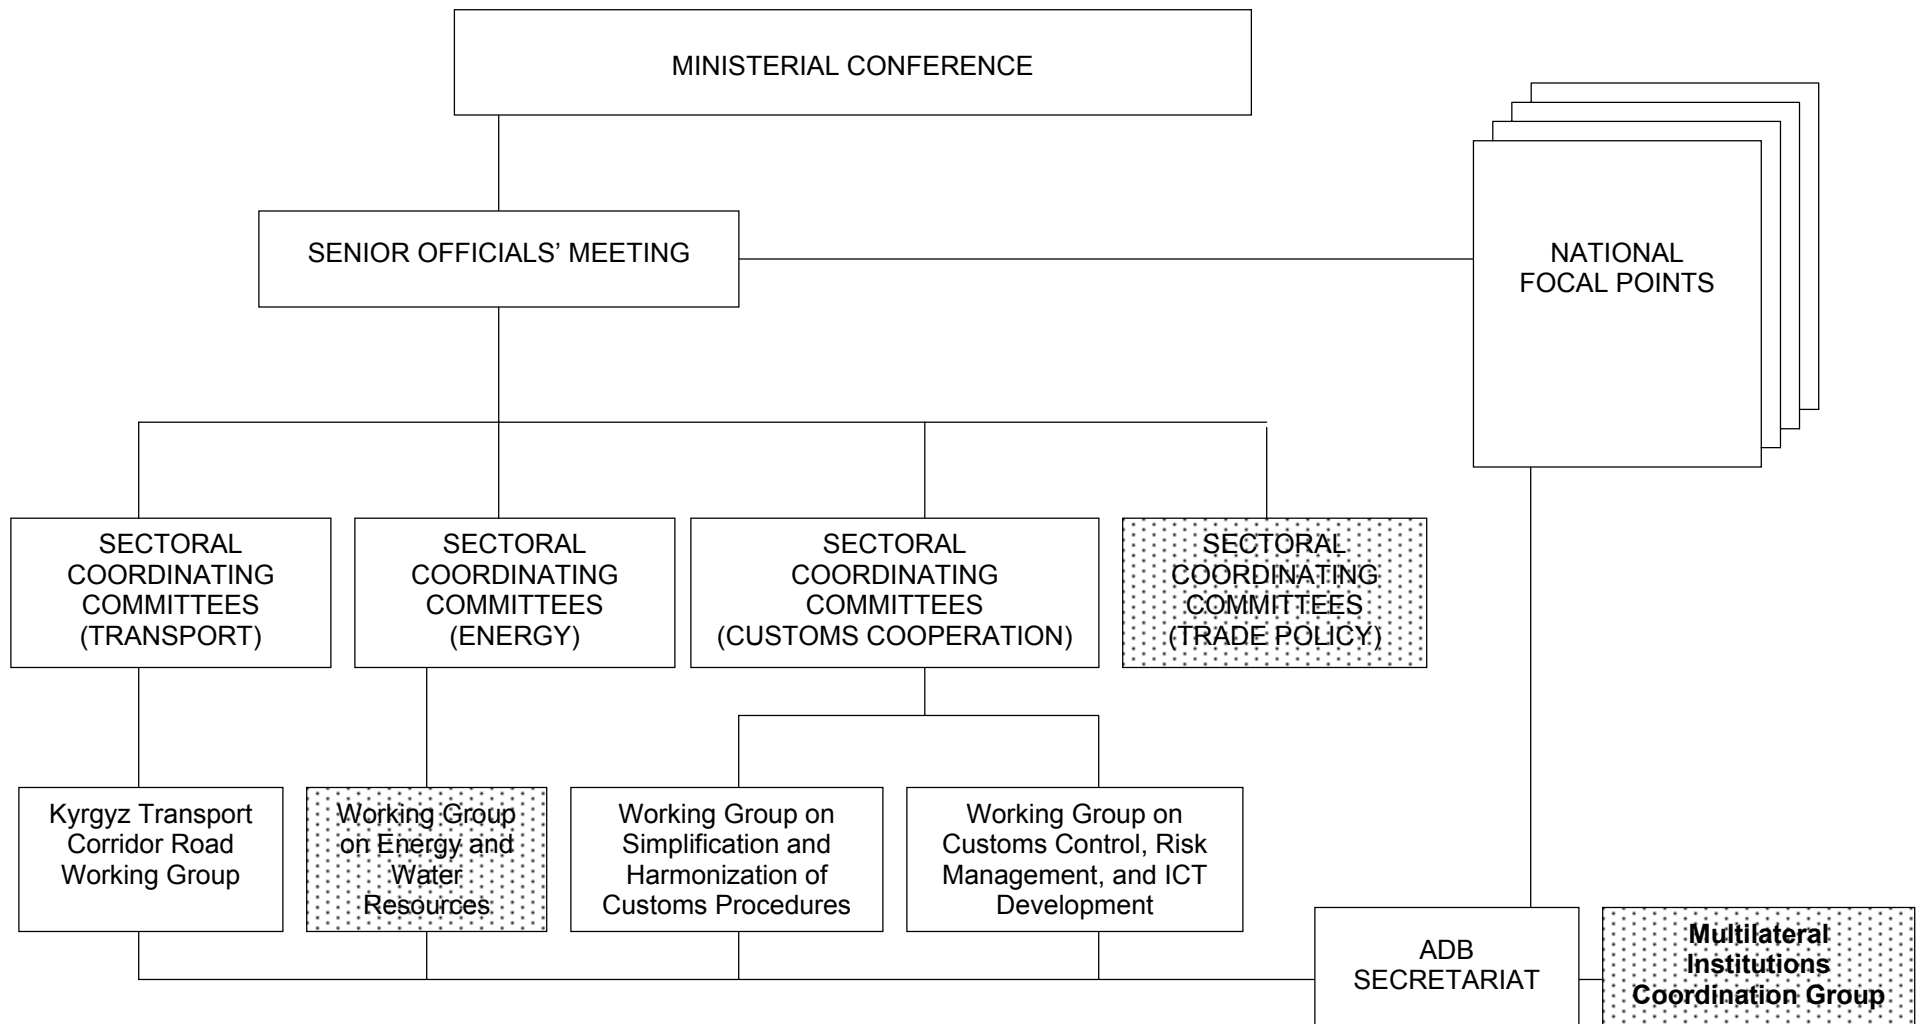 MINISTERIAL CONFERENCE
SENIOR OFFICIALS’ MEETING
NATIONAL
FOCAL POINTS
SECTORAL
COORDINATING
COMMITTEES
(TRANSPORT)
SECTORAL
COORDINATING
COMMITTEES
(ENERGY)
SECTORAL
COORDINATING
COMMITTEES
(CUSTOMS COOPERATION)
SECTORAL
COORDINATING
COMMITTEES
(TRADE POLICY)
Kyrgyz Transport
Corridor Road
Working Group
Working Group
on Energy and
Water
Resources
Working Group on
Simplification and
Harmonization of
Customs Procedures
Working Group on
Customs Control, Risk
Management, and ICT
Development
ADB
SECRETARIAT
Multilateral
Institutions
Coordination Group